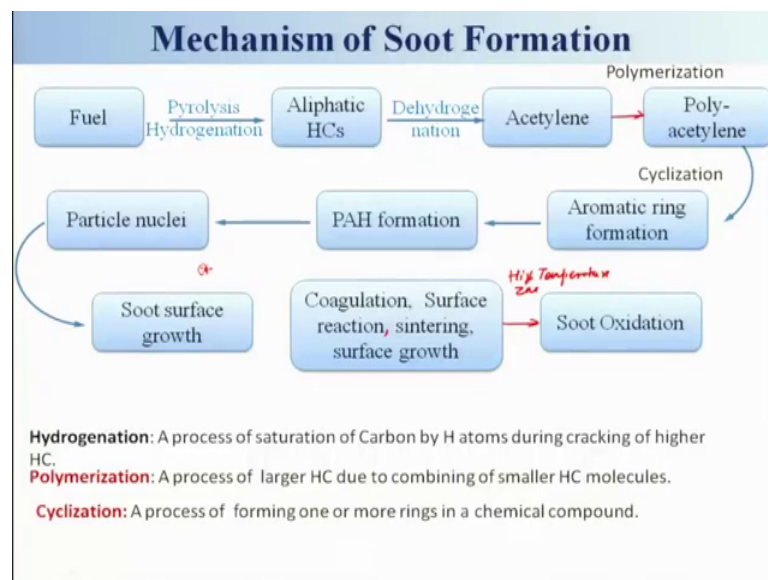 Mechanism of Soot Formation
Polymerization
Fuel
Pyrolysis
Hydrogenation
Aliphatic
HCs
Dehydroge
nation
Acetylene
Poly-
acetylene
Cyclization
Particle nuclei
PAH formation
Aromatic ring
formation
Soot surface
growth
Coagulation, Surface
reaction, sintering,
surface growth
Temperature
Soot Oxidation
Hydrogenation: A process of saturation of Carbon by H atoms during cracking of higher
HC.
Polymerization: A process of larger HC due to combining of smaller HC molecules.
Cyclization: A process of forming one or more rings in a chemical compound.